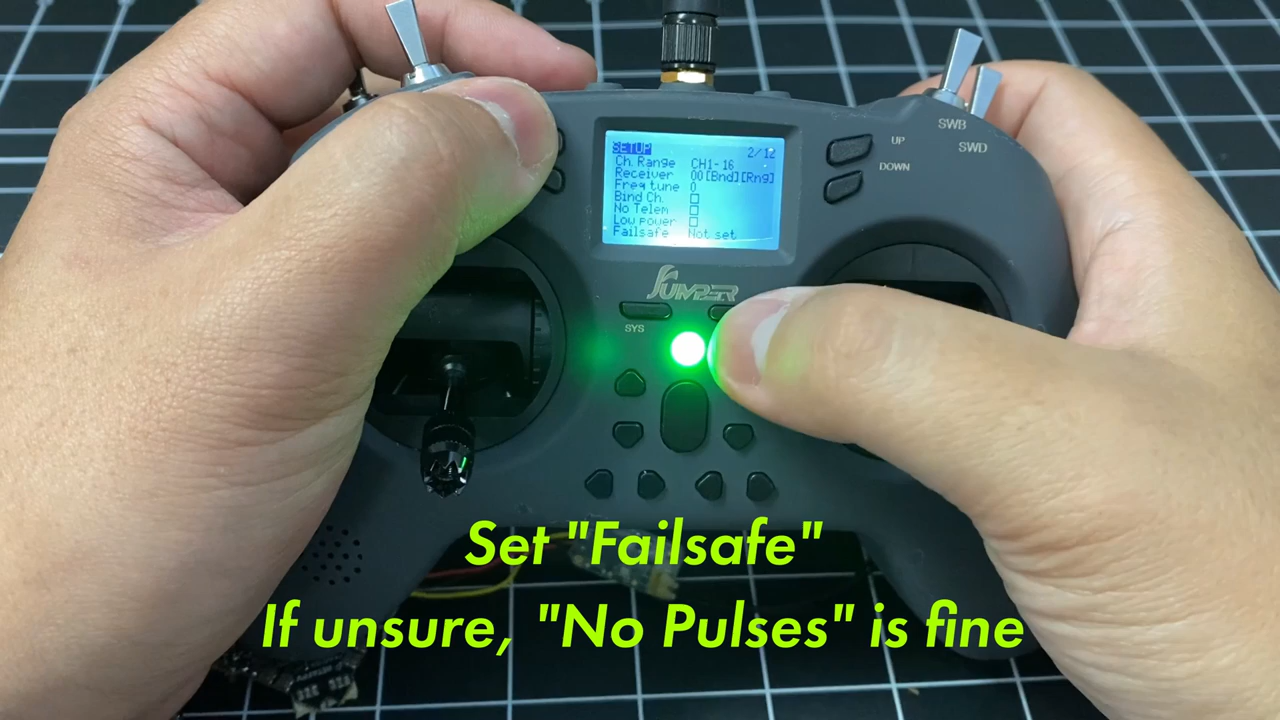 SETUP 2/12
Ch. Range CH1-16
Receiver 00 [Bnd] [Rng]
Freq tune 0
Bind Ch.
No Telem
Low power
Failsafe Not set
UP
DOWN
SWB
SWD
JUMPER
SYS
Set "Failsafe"
If unsure, "No Pulses" is fine